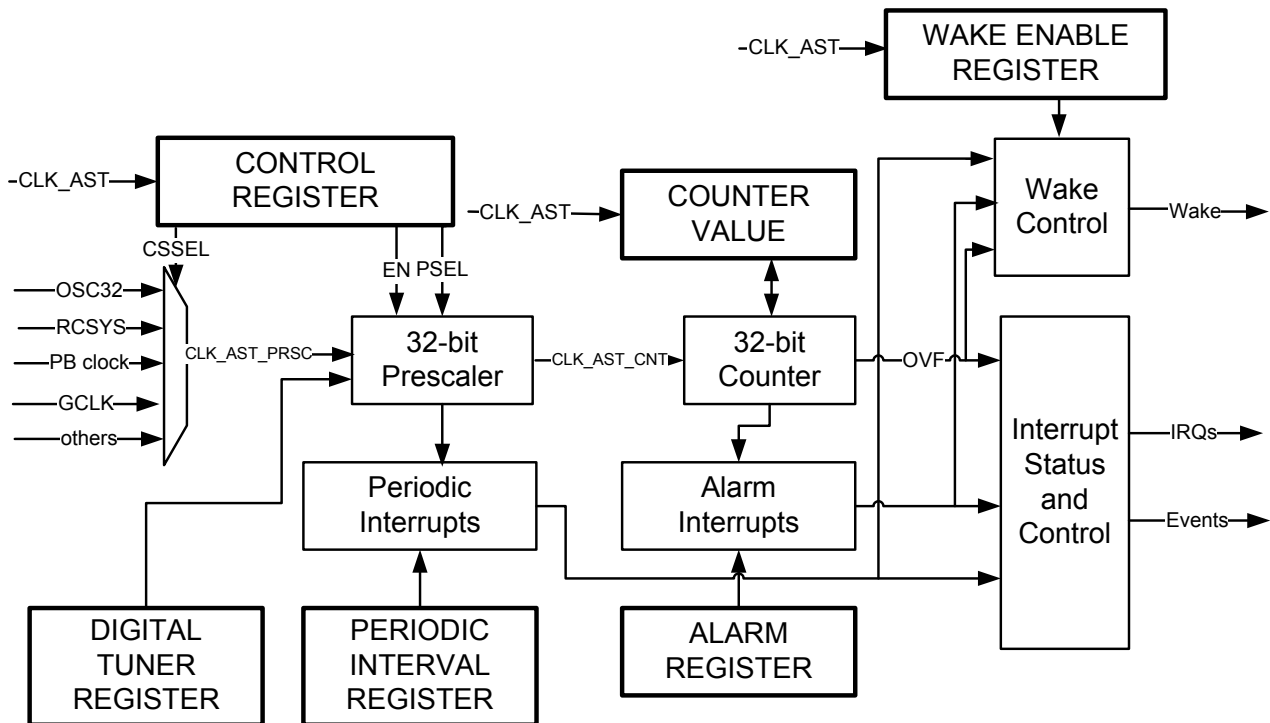 CLK_AST
WAKE ENABLE
REGISTER
CLK_AST
CONTROL
REGISTER
CLK_AST
COUNTER
VALUE
Wake
Control
Wake
CSSEL
EN
PSEL
OSC32
RCSYS
PB clock
GCLK
others
CLK_AST_PRSC
32-bit
Prescaler
CLK_AST_CNT
32-bit
Counter
OVF
Periodic
Interrupts
Alarm
Interrupts
Interrupt
Status
and
Control
IRQs
Events
DIGITAL
TUNER
REGISTER
PERIODIC
INTERVAL
REGISTER
ALARM
REGISTER